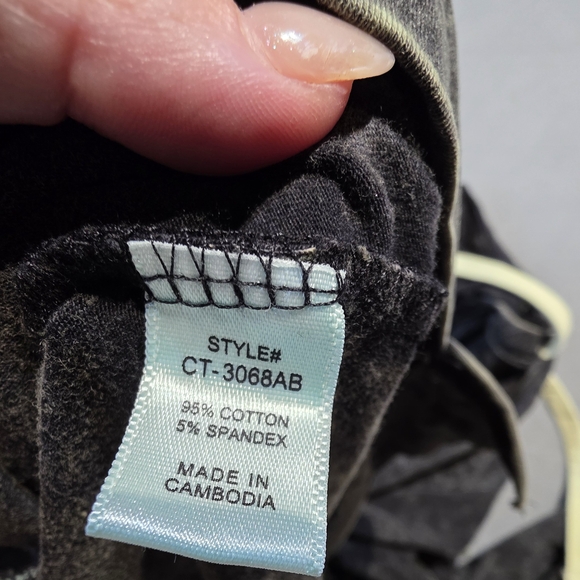 STYLE#
CT-3068AB
95% COTTON
5% SPANDEX
MADE IN
CAMBODIA